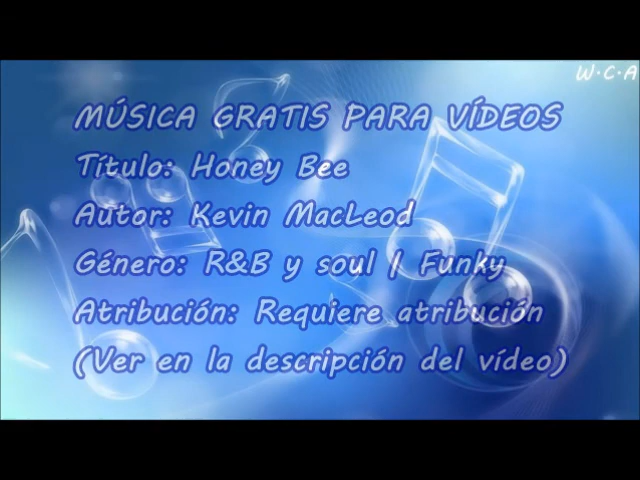 W·C·A
MÚSICA GRATIS PARA VÍDEOS
Título: Honey Bee
Autor: Kevin MacLeod
Género: R&B y soul | Funky
Atribución: Requiere atribución
(Ver en la descripción del vídeo)